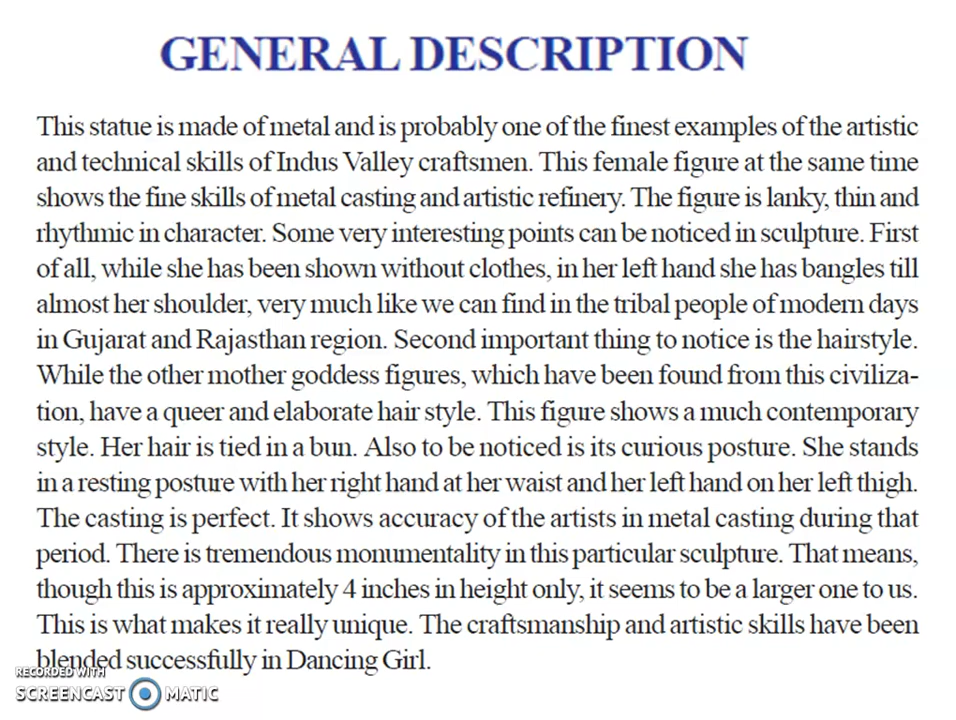 GENERAL DESCRIPTION
This statue is made of metal and is probably one of the finest examples of the artistic
and technical skills of Indus Valley craftsmen. This female figure at the same time
shows the fine skills of metal casting and artistic refinery. The figure is lanky, thin and
rhythmic in character. Some very interesting points can be noticed in sculpture. First
of all, while she has been shown without clothes, in her left hand she has bangles till
almost her shoulder, very much like we can find in the tribal people of modern days
in Gujarat and Rajasthan region. Second important thing to notice is the hairstyle.
While the other mother goddess figures, which have been found from this civiliza-
tion, have a queer and elaborate hair style. This figure shows a much contemporary
style. Her hair is tied in a bun. Also to be noticed is its curious posture. She stands
in a resting posture with her right hand at her waist and her left hand on her left thigh.
The casting is perfect. It shows accuracy of the artists in metal casting during that
period. There is tremendous monumentality in this particular sculpture. That means,
though this is approximately 4 inches in height only, it seems to be a larger one to us.
This is what makes it really unique. The craftsmanship and artistic skills have been
blended successfully in Dancing Girl.
RECORDED WITH
SCREENCAST MATIC